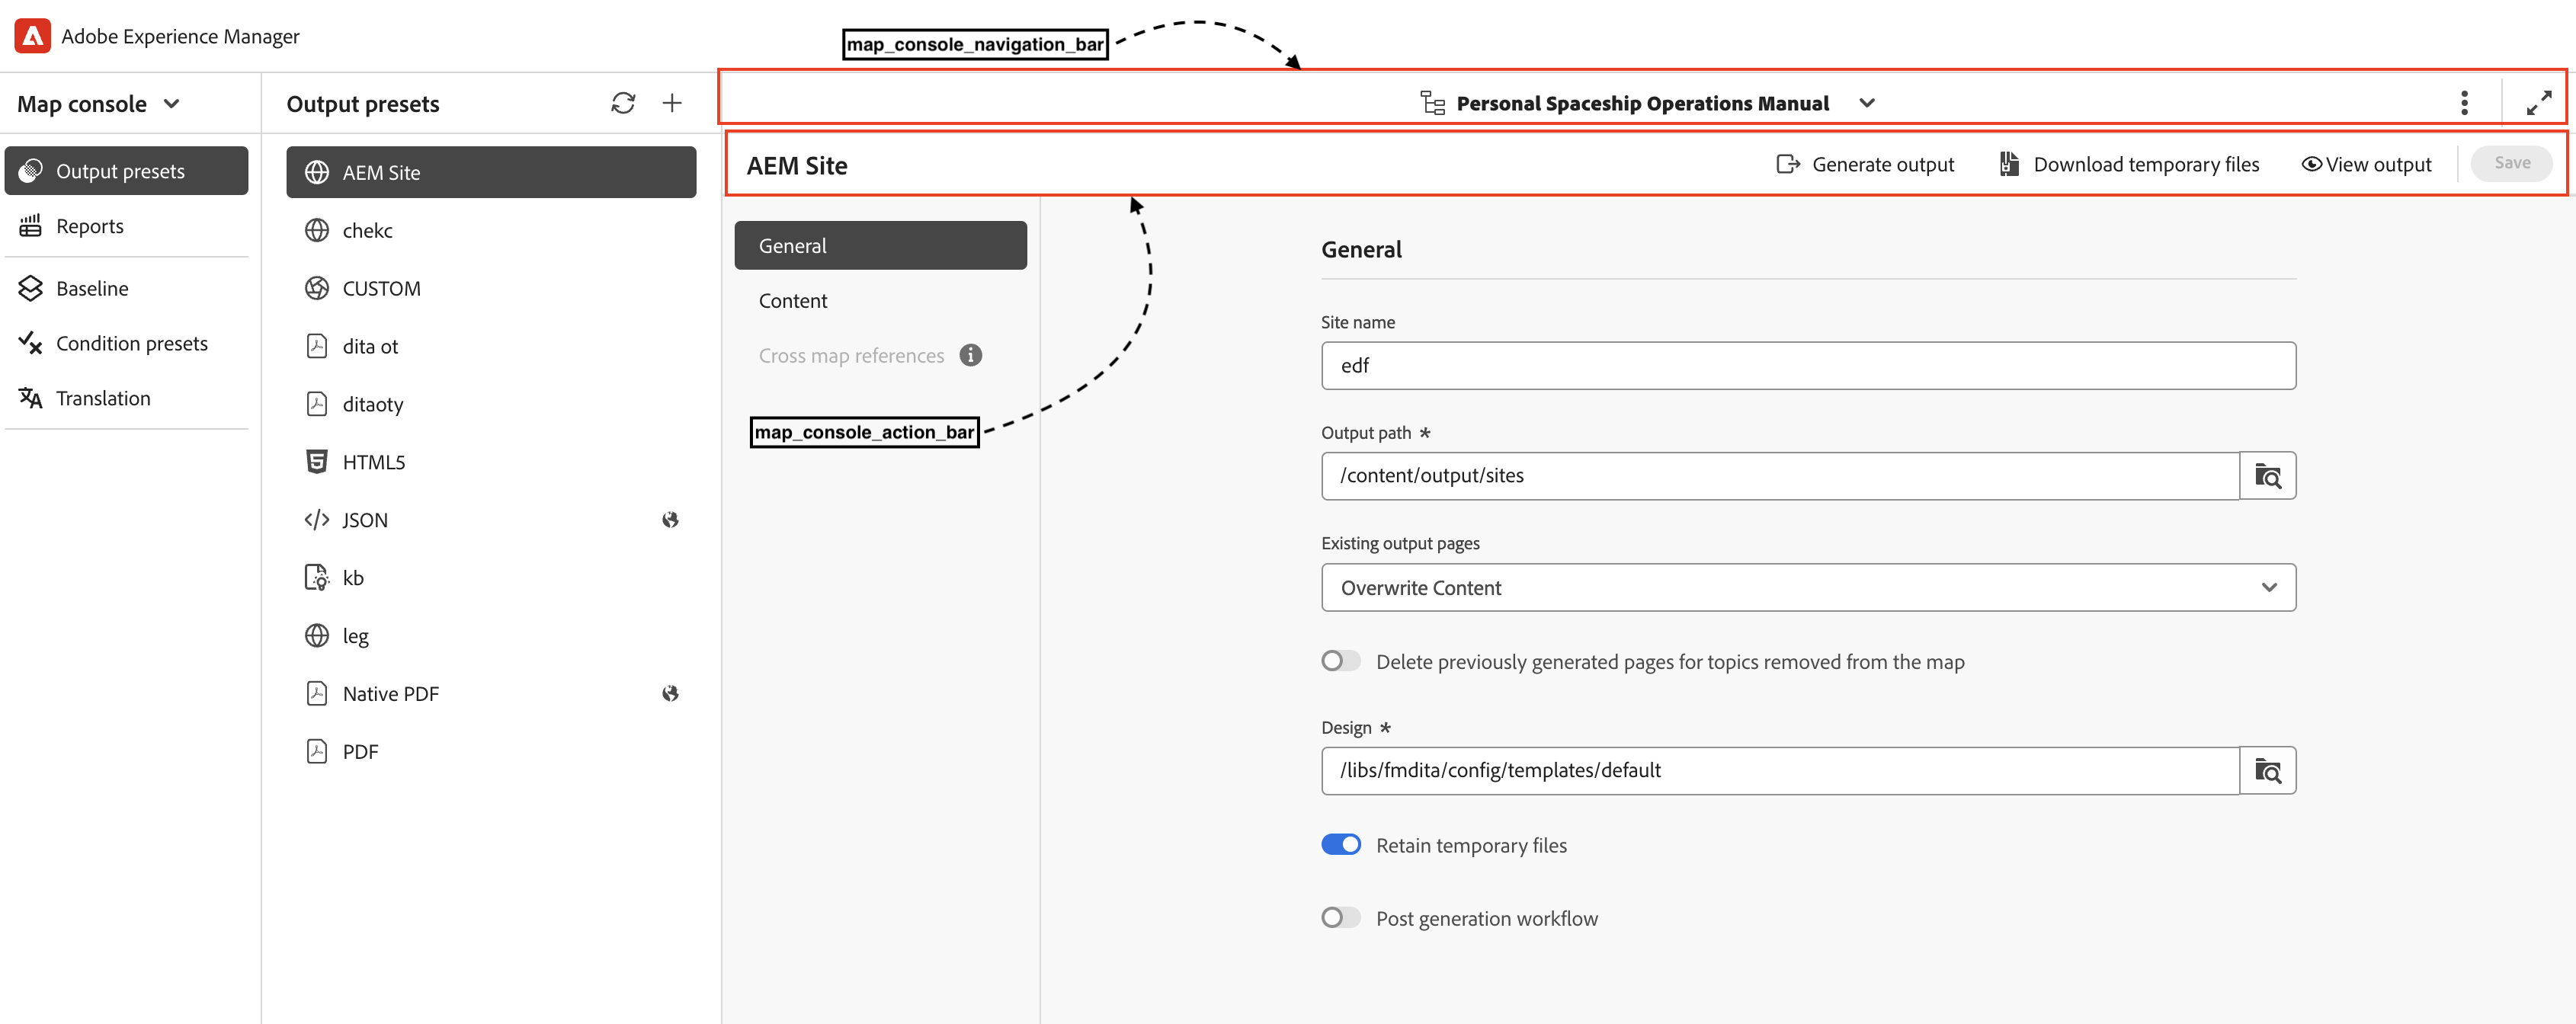 Adobe Experience Manager
map_console_navigation_bar
Map console
Output presets
Personal Spaceship Operations Manual
Output presets
Reports
Baseline
Condition presets
Translation
AEM Site
chekc
CUSTOM
dita ot
ditaoty
HTML5
JSON
kb
leg
Native PDF
PDF
AEM Site
Generate output
Download temporary files
View output
Save
General
Content
Cross map references
map_console_action_bar
General
Site name
edf
Output path *
/content/output/sites
Existing output pages
Overwrite Content
Delete previously generated pages for topics removed from the map
Design *
/libs/fmdita/config/templates/default
Retain temporary files
Post generation workflow